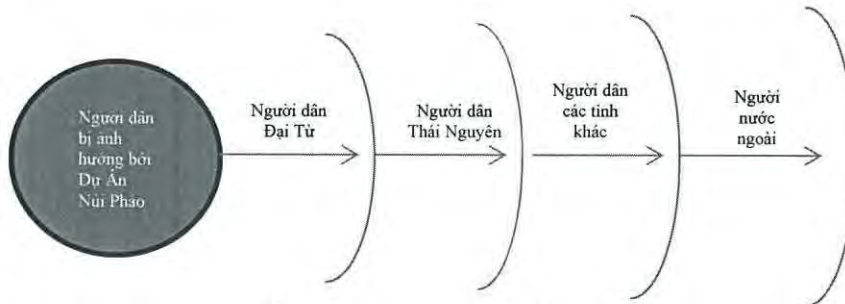 Người dân
bị ảnh
hưởng bởi
Dự Án
Núi Pháo
Người dân
Đại Từ
Người dân
Thái Nguyên
Người dân
các tỉnh
khác
Người
nước
ngoài